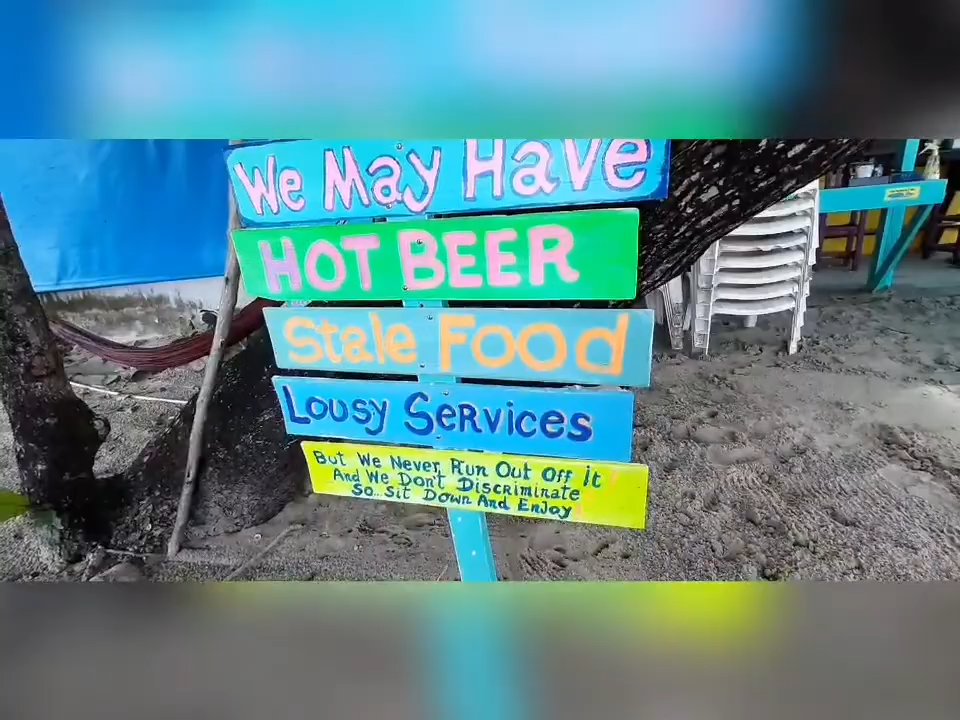 We May Have
HOT BEER
Stale Food
Lousy Services
But We Never Run Out Off it
And We Don't Discriminate
So...Sit Down And Enjoy